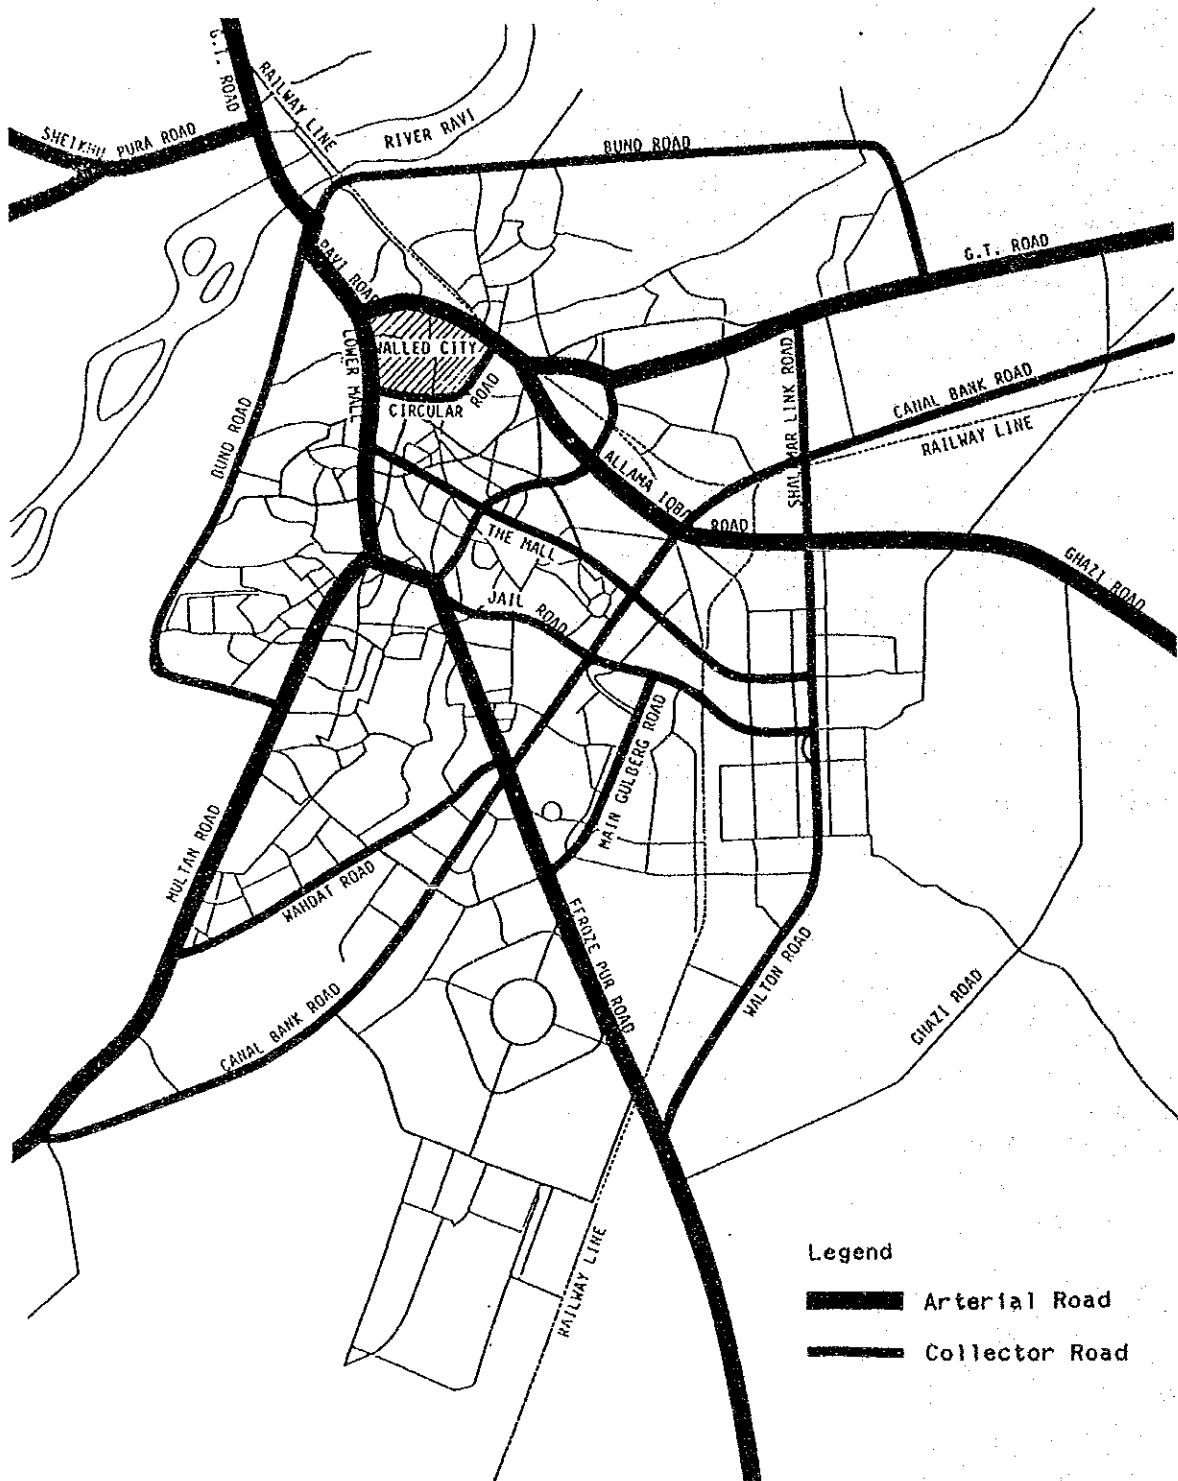 G.T. ROAD
RAILWAY LINE
SHEIKHU PURA ROAD
RIVER RAVI
BUND ROAD
G.T. ROAD
RAVI ROAD
LOWER MALL
WALLED CITY
CIRCULAR ROAD
BUND ROAD
SHALIMAR LINK ROAD
CANAL BANK ROAD
RAILWAY LINE
ALLAMA IQBAL ROAD
THE MALL
GHAZI ROAD
JAIL ROAD
MAIN GULBERG ROAD
MULTAN ROAD
WAHDAT ROAD
FEROZE PUR ROAD
WALTON ROAD
GHAZI ROAD
CANAL BANK ROAD
RAILWAY LINE
Legend
Arterial Road
Collector Road